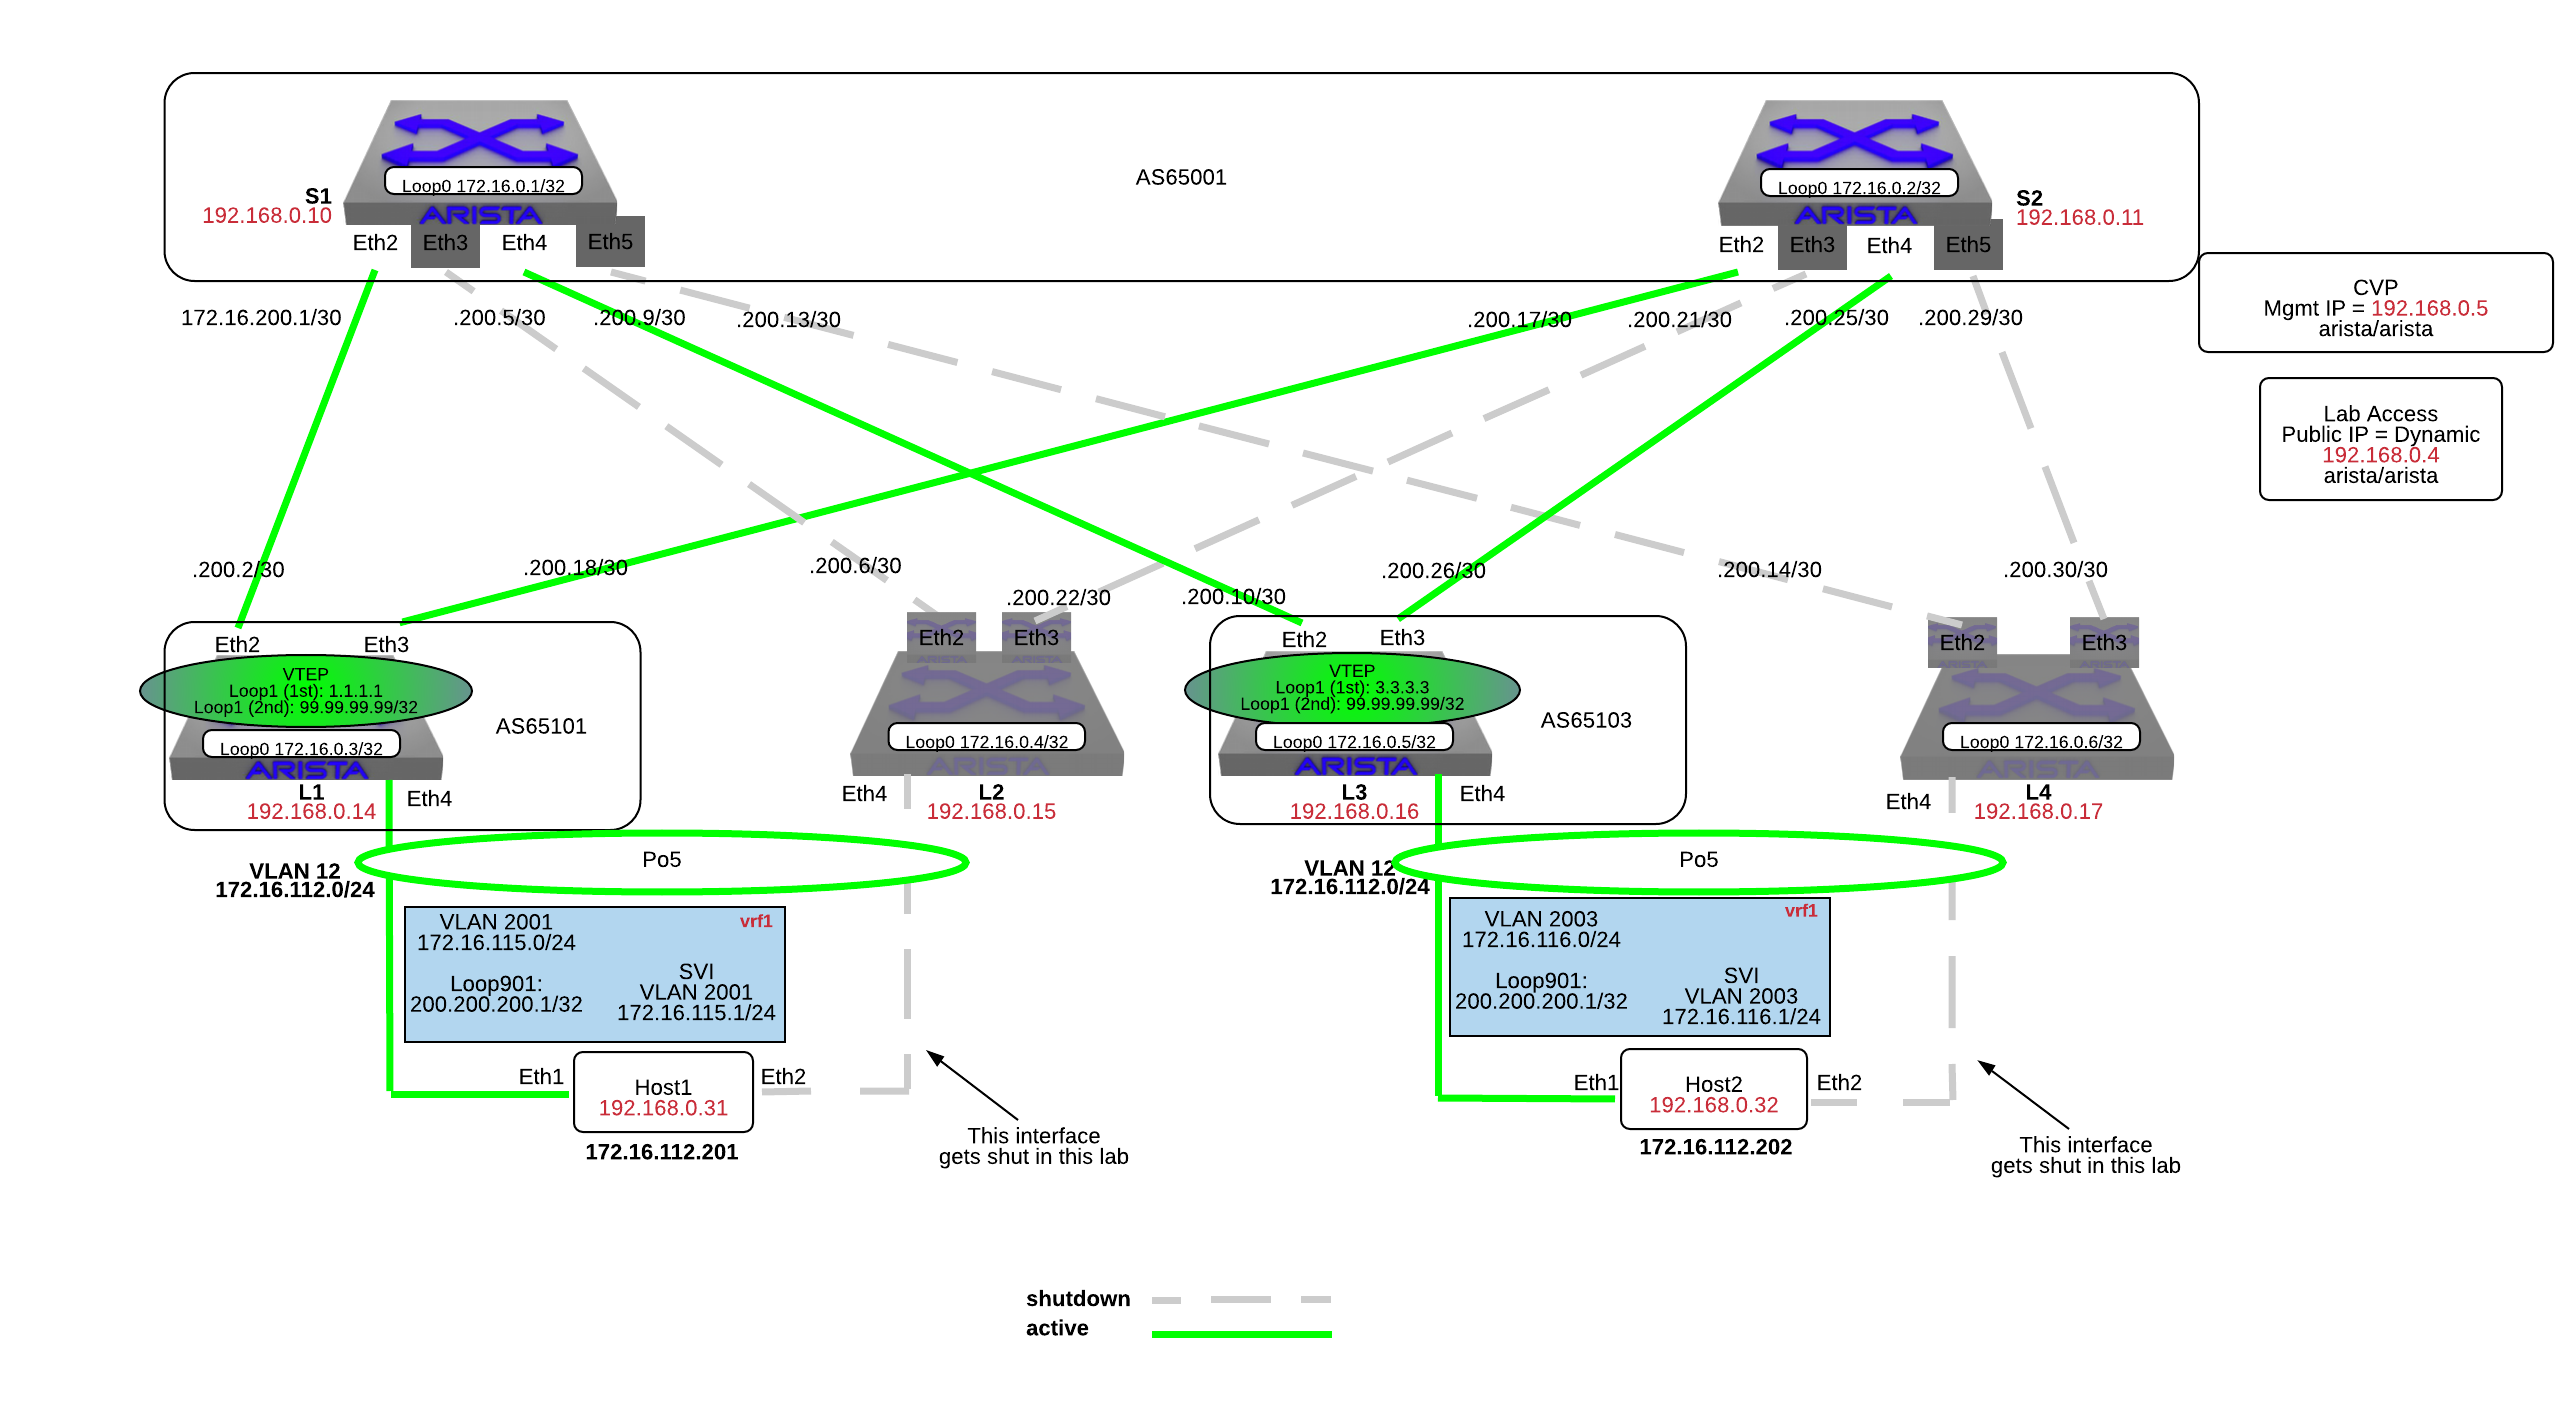 Loop0 172.16.0.1/32
ARISTA
S1
192.168.0.10
Eth2
Eth3
Eth4
Eth5
AS65001
Loop0 172.16.0.2/32
ARISTA
S2
192.168.0.11
Eth2
Eth3
Eth4
Eth5
CVP
Mgmt IP = 192.168.0.5
arista/arista
Lab Access
Public IP = Dynamic
192.168.0.4
arista/arista
172.16.200.1/30
.200.5/30
.200.9/30
.200.13/30
.200.17/30
.200.21/30
.200.25/30
.200.29/30
.200.2/30
.200.18/30
.200.6/30
.200.22/30
.200.10/30
.200.26/30
.200.14/30
.200.30/30
Eth2
Eth3
VTEP
Loop1 (1st): 1.1.1.1
Loop1 (2nd): 99.99.99.99/32
Loop0 172.16.0.3/32
ARISTA
AS65101
L1
192.168.0.14
Eth4
Eth2
ARISTA
Eth3
ARISTA
Loop0 172.16.0.4/32
ARISTA
Eth4
L2
192.168.0.15
Eth2
Eth3
VTEP
Loop1 (1st): 3.3.3.3
Loop1 (2nd): 99.99.99.99/32
Loop0 172.16.0.5/32
ARISTA
AS65103
L3
192.168.0.16
Eth4
Eth2
ARISTA
Eth3
ARISTA
Loop0 172.16.0.6/32
ARISTA
Eth4
L4
192.168.0.17
VLAN 12
172.16.112.0/24
Po5
VLAN 2001
172.16.115.0/24
vrf1
Loop901:
200.200.200.1/32
SVI
VLAN 2001
172.16.115.1/24
Eth1
Host1
192.168.0.31
Eth2
172.16.112.201
This interface
gets shut in this lab
VLAN 12
172.16.112.0/24
Po5
VLAN 2003
172.16.116.0/24
vrf1
Loop901:
200.200.200.1/32
SVI
VLAN 2003
172.16.116.1/24
Eth1
Host2
192.168.0.32
Eth2
172.16.112.202
This interface
gets shut in this lab
shutdown
active